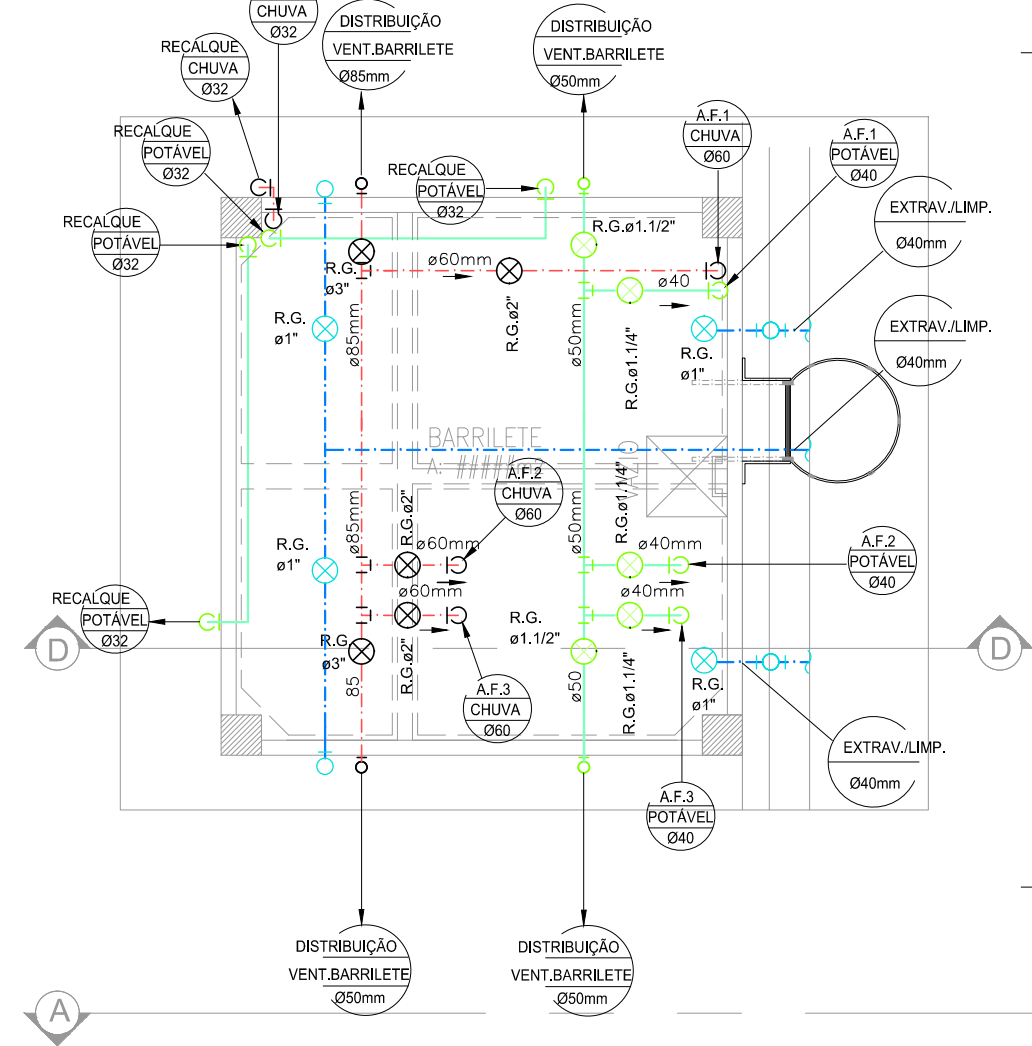 CHUVA
Ø32
DISTRIBUIÇÃO
VENT.BARRILETE
Ø85mm
DISTRIBUIÇÃO
VENT.BARRILETE
Ø50mm
RECALQUE
CHUVA
Ø32
RECALQUE
POTÁVEL
Ø32
RECALQUE
POTÁVEL
Ø32
RECALQUE
POTÁVEL
Ø32
A.F.1
CHUVA
Ø60
A.F.1
POTÁVEL
Ø40
EXTRAV./LIMP.
Ø40mm
EXTRAV./LIMP.
Ø40mm
R.G.ø1.1/2"
R.G.
ø3"
ø60mm
R.G.ø2"
ø40
R.G.ø1.1/4"
R.G.
ø1"
ø85mm
ø50mm
R.G.
ø1"
BARRILETE
A: ####
VAZIO
A.F.2
CHUVA
Ø60
R.G.ø1.1/4"
ø85mm
R.G.ø2"
ø60mm
ø50mm
ø40mm
R.G.
ø1"
A.F.2
POTÁVEL
Ø40
ø60mm
ø40mm
RECALQUE
POTÁVEL
Ø32
R.G.
ø1.1/2"
R.G.
ø3"
R.G.ø2"
85
ø50
R.G.ø1.1/4"
D
D
A.F.3
CHUVA
Ø60
R.G.
ø1"
EXTRAV./LIMP.
Ø40mm
A.F.3
POTÁVEL
Ø40
DISTRIBUIÇÃO
VENT.BARRILETE
Ø50mm
DISTRIBUIÇÃO
VENT.BARRILETE
Ø50mm
A